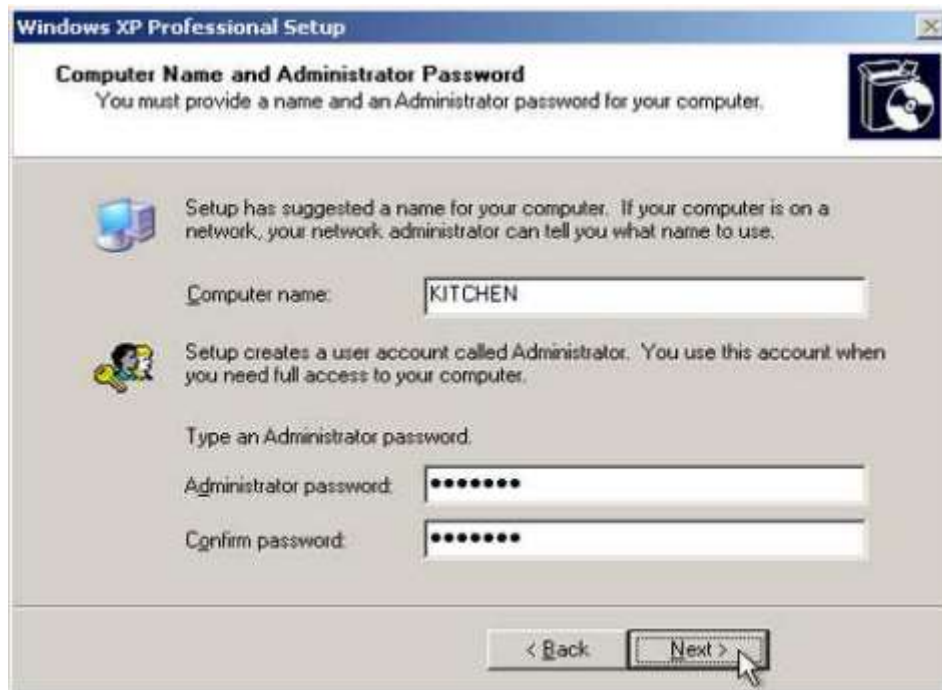 Windows XP Professional Setup
Computer Name and Administrator Password
You must provide a name and an Administrator password for your computer.
Setup has suggested a name for your computer. If your computer is on a
network, your network administrator can tell you what name to use.
Computer name: KITCHEN
Setup creates a user account called Administrator. You use this account when
you need full access to your computer.
Type an Administrator password.
Administrator password: •••••••
Confirm password: •••••••
< Back Next >